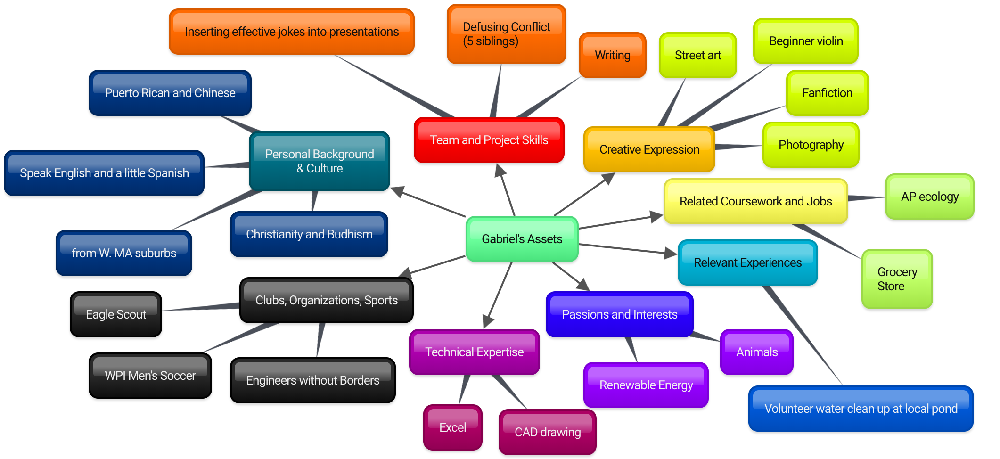 Inserting effective jokes into presentations
Defusing Conflict
(5 siblings)
Writing
Street art
Beginner violin
Fanfiction
Photography
Puerto Rican and Chinese
Team and Project Skills
Creative Expression
Personal Background
& Culture
Speak English and a little Spanish
from W. MA suburbs
Christianity and Budhism
Gabriel's Assets
Related Coursework and Jobs
AP ecology
Grocery
Store
Relevant Experiences
Volunteer water clean up at local pond
Clubs, Organizations, Sports
Eagle Scout
WPI Men's Soccer
Engineers without Borders
Technical Expertise
Excel
CAD drawing
Passions and Interests
Renewable Energy
Animals